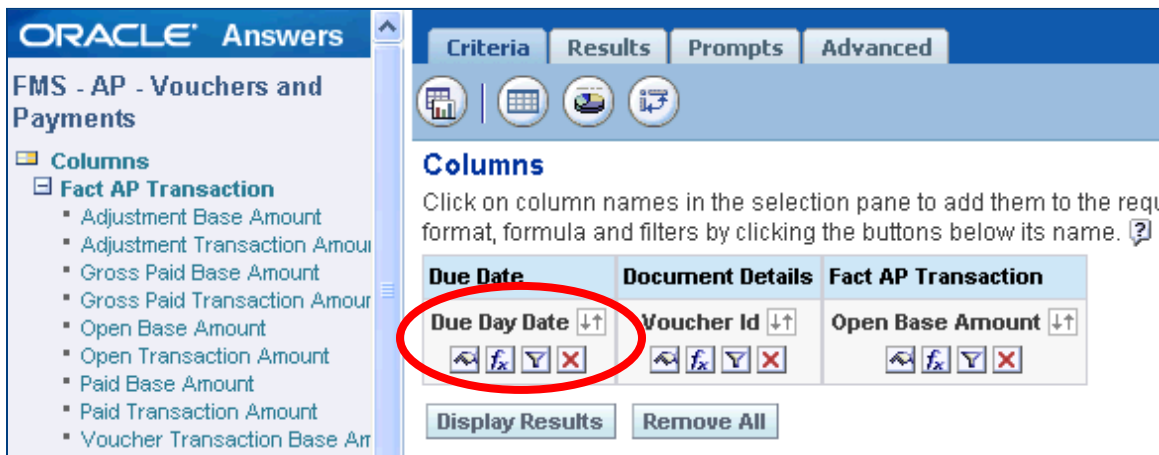 ORACLE Answers
FMS - AP - Vouchers and
Payments
Columns
Fact AP Transaction
Adjustment Base Amount
Adjustment Transaction Amou
Gross Paid Base Amount
Gross Paid Transaction Amour
Open Base Amount
Open Transaction Amount
Paid Base Amount
Paid Transaction Amount
Voucher Transaction Base Am
Criteria Results Prompts Advanced
Columns
Click on column names in the selection pane to add them to the requ
format, formula and filters by clicking the buttons below its name. ?
Due Date Document Details Fact AP Transaction
Due Day Date Voucher Id Open Base Amount
fx fx fx
Display Results Remove All